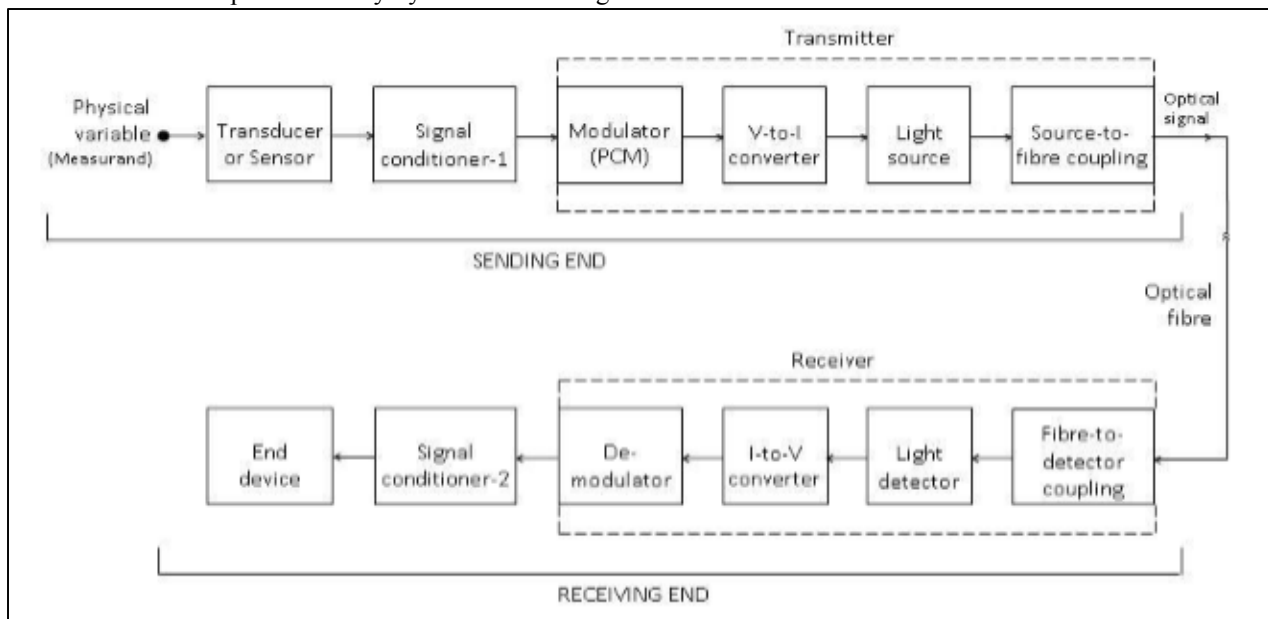 Transmitter
Physical
variable
(Measurand)
Transducer
or Sensor
Signal
conditioner-1
Modulator
(PCM)
V-to-I
converter
Light
source
Source-to-
fibre coupling
Optical
signal
SENDING END
Optical
fibre
Receiver
End
device
Signal
conditioner-2
De-
modulator
I-to-V
converter
Light
detector
Fibre-to-
detector
coupling
RECEIVING END